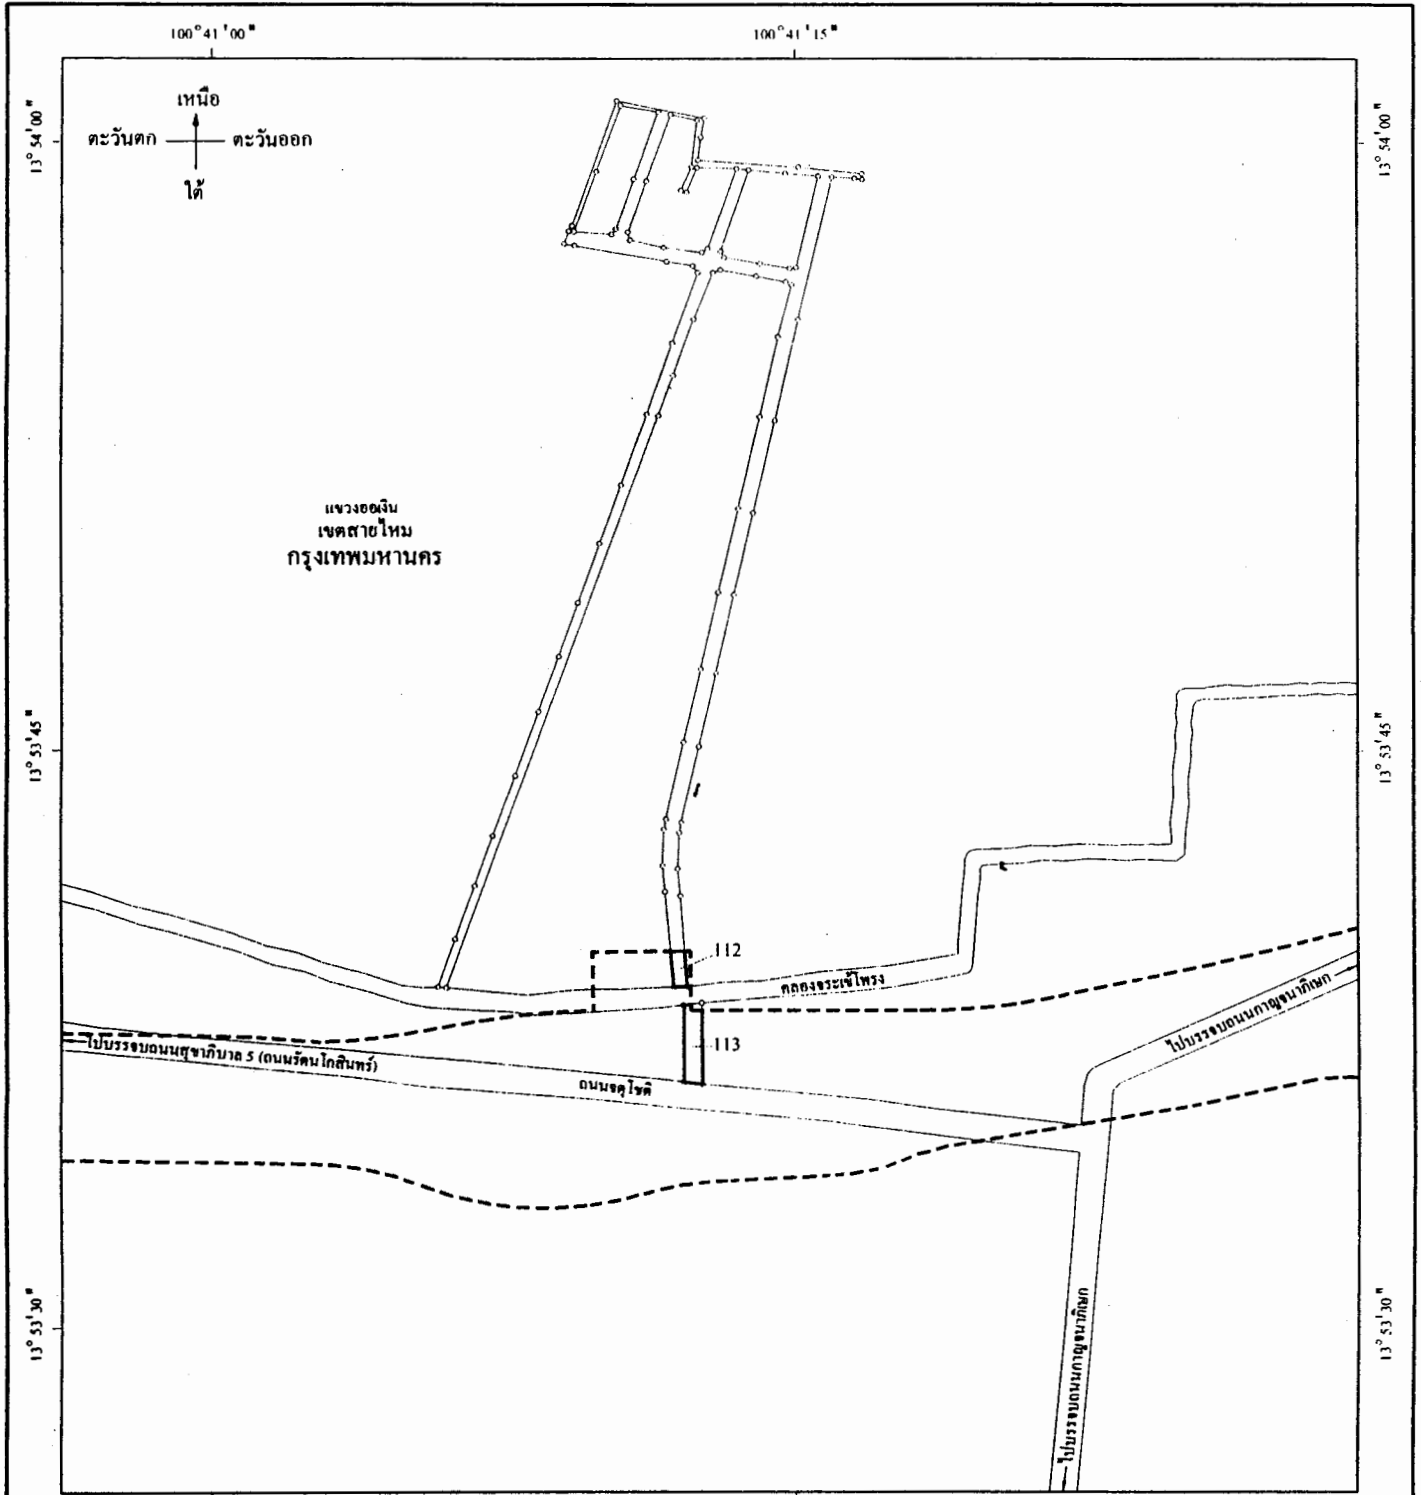 100°41'00"
100°41'15"
เหนือ
ตะวันตก
ตะวันออก
ใต้
13°54'00"
13°54'00"
แขวงออเงิน
เขตสายไหม
กรุงเทพมหานคร
13°53'45"
13°53'45"
112
คลองจระเข้โพรง
ไปบรรจบถนนกาญจนาภิเษก
113
ไปบรรจบถนนสุขาภิบาล 5 (ถนนรัตนโกสินทร์)
ถนนจตุโชติ
13°53'30"
13°53'30"
ไปบรรจบถนนกาญจนาภิเษก